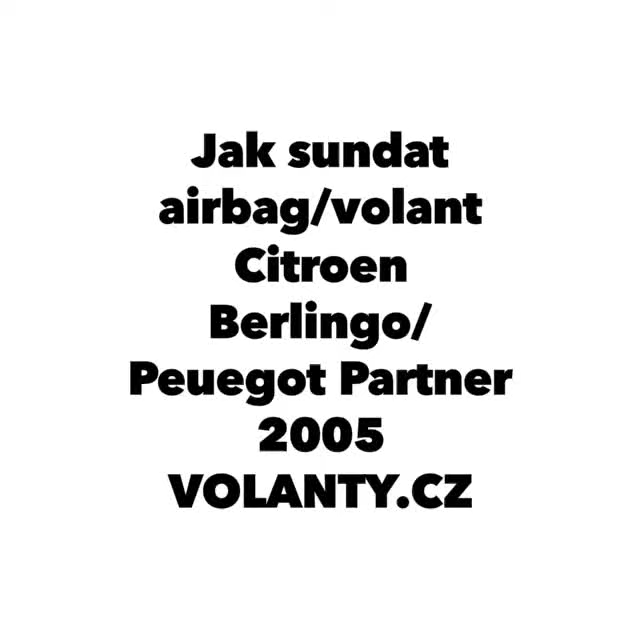 Jak sundat
airbag/volant
Citroen
Berlingo/
Peuegot Partner
2005
VOLANTY.CZ